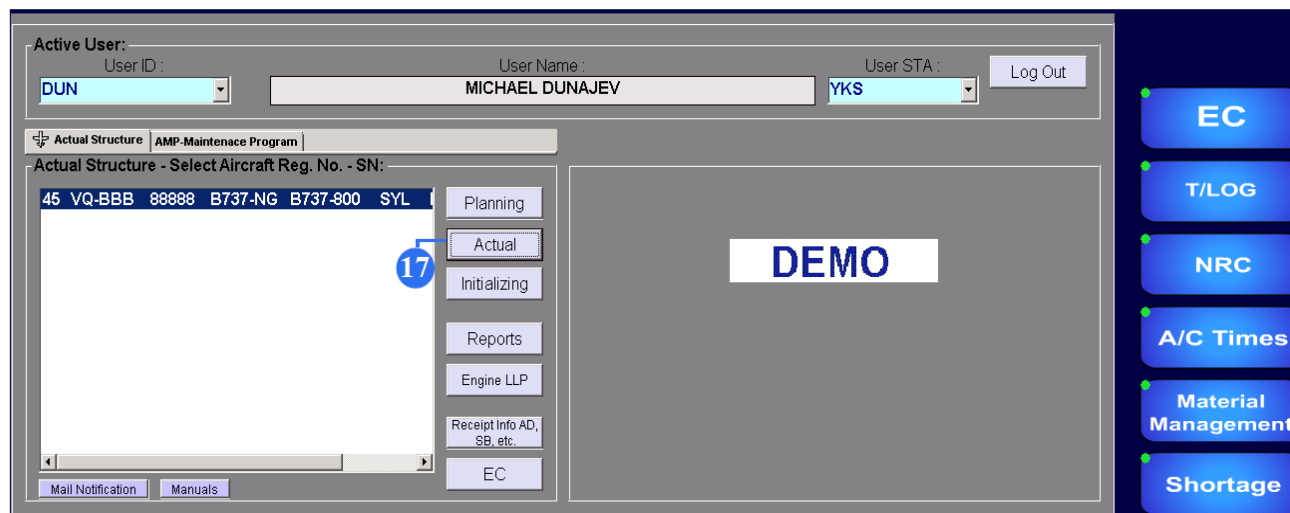 Active User:
User ID :
User Name :
User STA :
DUN
MICHAEL DUNAJEV
YKS
Log Out
Actual Structure
AMP-Maintenace Program
Actual Structure - Select Aircraft Reg. No. - SN:
45 VQ-BBB 88888 B737-NG B737-800 SYL
Planning
Actual
17
Initializing
Reports
Engine LLP
Receipt Info AD,
SB, etc.
EC
Mail Notification
Manuals
DEMO
EC
T/LOG
NRC
A/C Times
Material
Management
Shortage